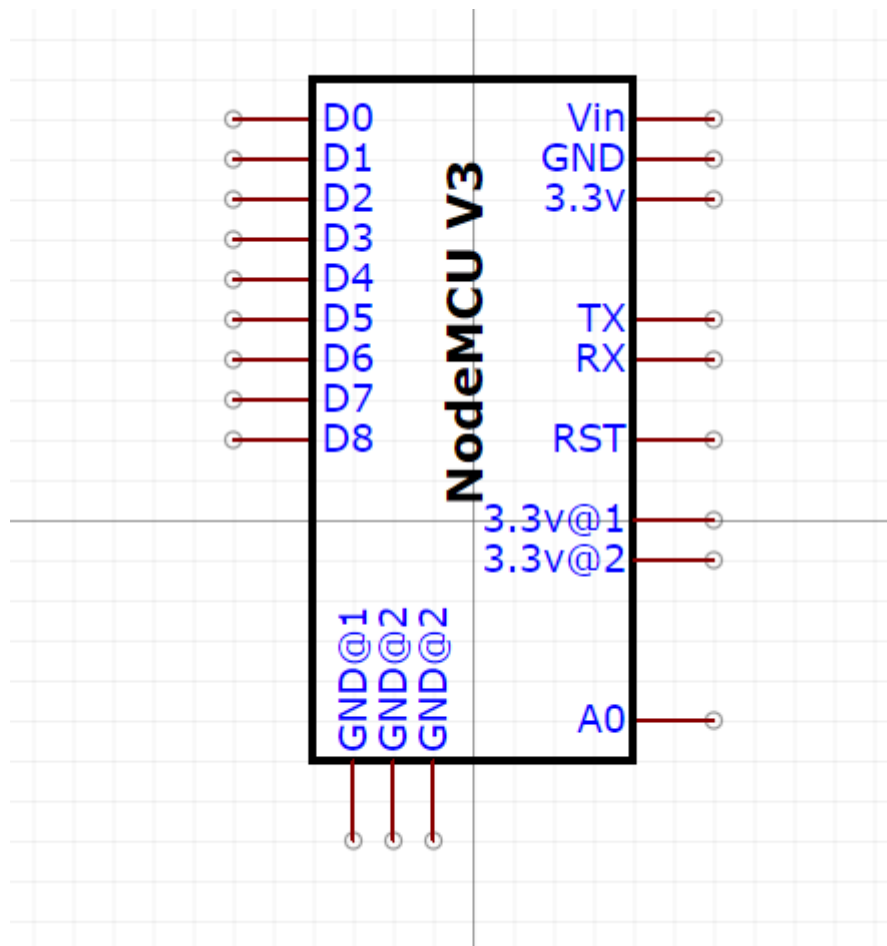 D0
D1
D2
D3
D4
D5
D6
D7
D8
NodeMCU V3
Vin
GND
3.3v
TX
RX
RST
3.3v@1
3.3v@2
A0
GND@1
GND@2
GND@2